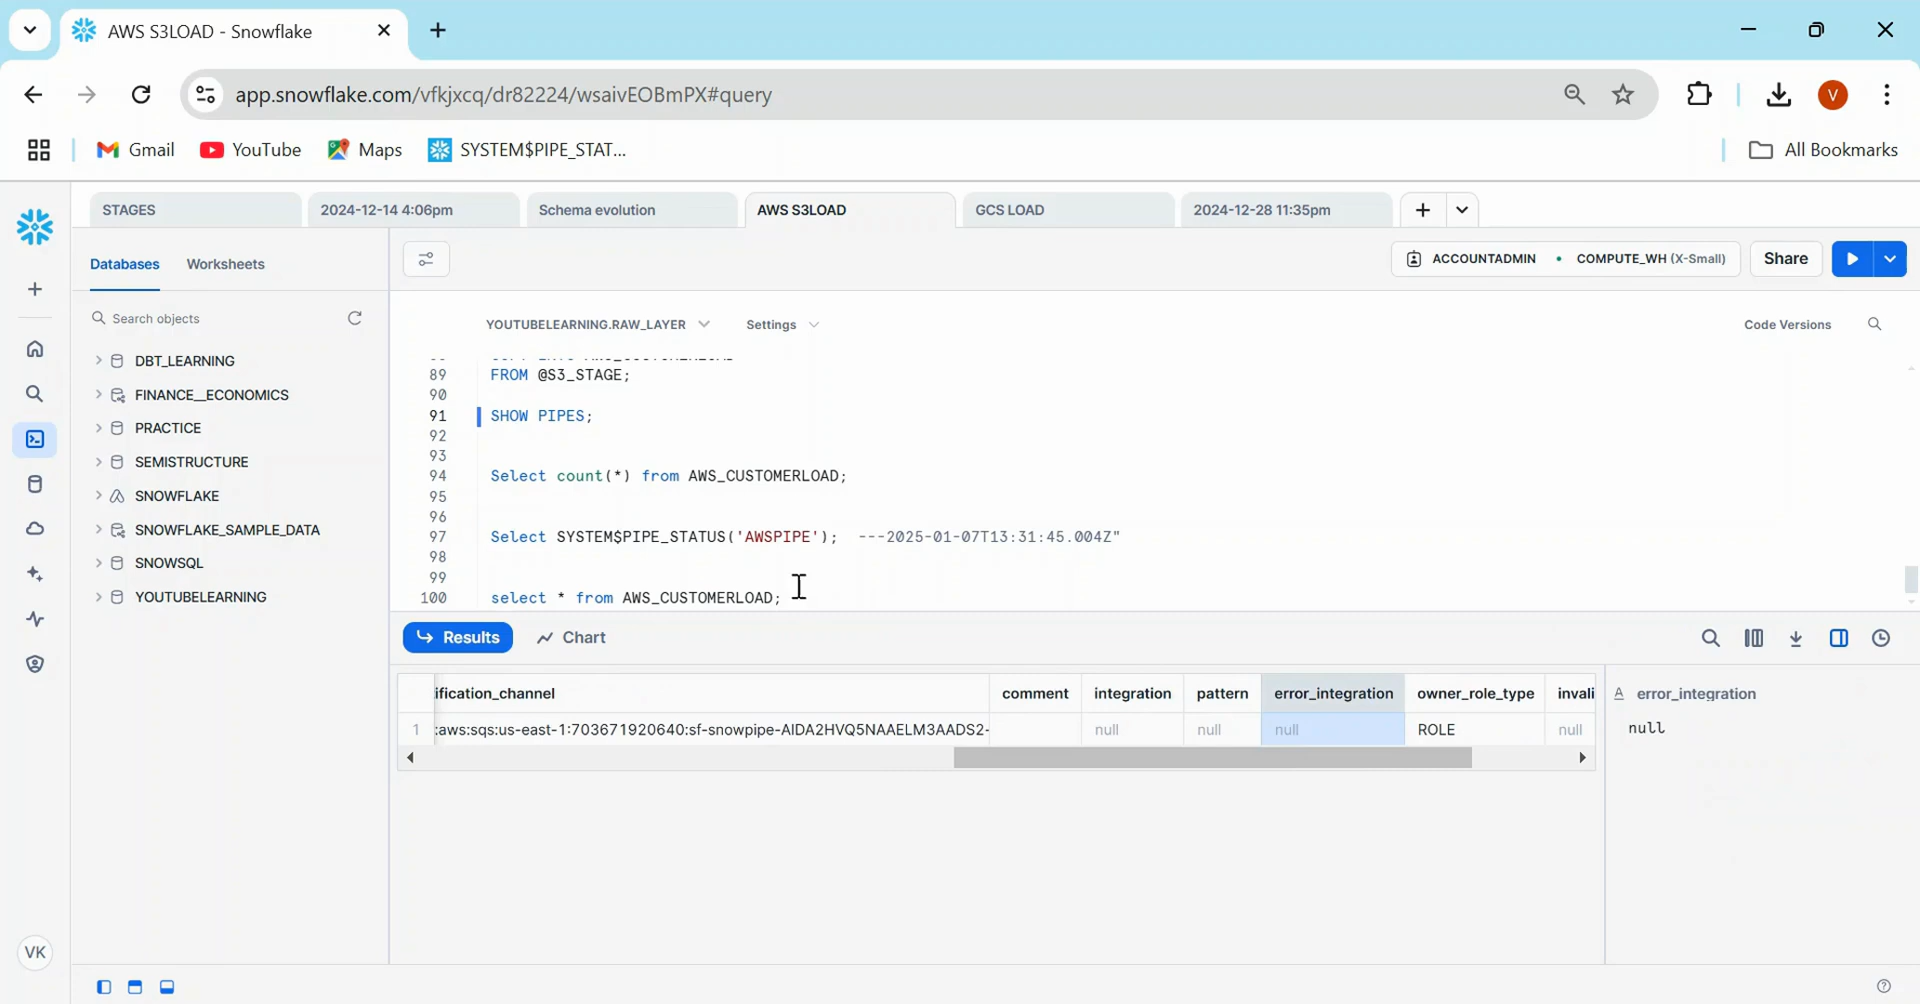 AWS S3LOAD - Snowflake
app.snowflake.com/vfkjxcq/dr82224/wsaivEOBmPX#query
V
Gmail
YouTube
Maps
SYSTEM$PIPE_STAT...
All Bookmarks
STAGES
2024-12-14 4:06pm
Schema evolution
AWS S3LOAD
GCS LOAD
2024-12-28 11:35pm
Databases
Worksheets
ACCOUNTADMIN • COMPUTE_WH (X-Small)
Share
Search objects
DBT_LEARNING
FINANCE__ECONOMICS
PRACTICE
SEMISTRUCTURE
SNOWFLAKE
SNOWFLAKE_SAMPLE_DATA
SNOWSQL
YOUTUBELEARNING
VK
YOUTUBELEARNING.RAW_LAYER
Settings
Code Versions
89 FROM @S3_STAGE;
90
91 SHOW PIPES;
92
93
94 Select count(*) from AWS_CUSTOMERLOAD;
95
96
97 Select SYSTEM$PIPE_STATUS('AWSPIPE'); ---2025-01-07T13:31:45.004Z"
98
99
100 select * from AWS_CUSTOMERLOAD;
Results
Chart
ification_channel comment integration pattern error_integration owner_role_type invali
1 :aws:sqs:us-east-1:703671920640:sf-snowpipe-AIDA2HVQ5NAAELM3AADS2- null null null ROLE null
A error_integration
null